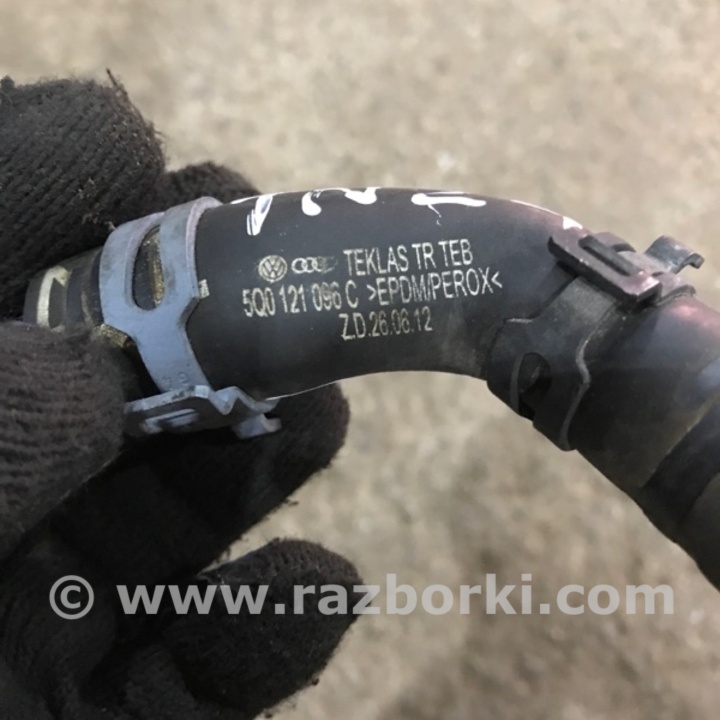 TEKLAS TR TEB
5Q0 121 096 C >EPDM/PEROX<
Z.D.26.06.12
© www.razborki.com